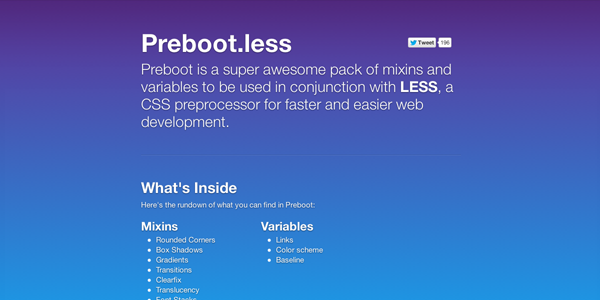 Preboot.less
Tweet 196
Preboot is a super awesome pack of mixins and
variables to be used in conjunction with LESS, a
CSS preprocessor for faster and easier web
development.
What's Inside
Here's the rundown of what you can find in Preboot:
Mixins
Rounded Corners
Box Shadows
Gradients
Transitions
Clearfix
Translucency
Font Stacks
Variables
Links
Color scheme
Baseline